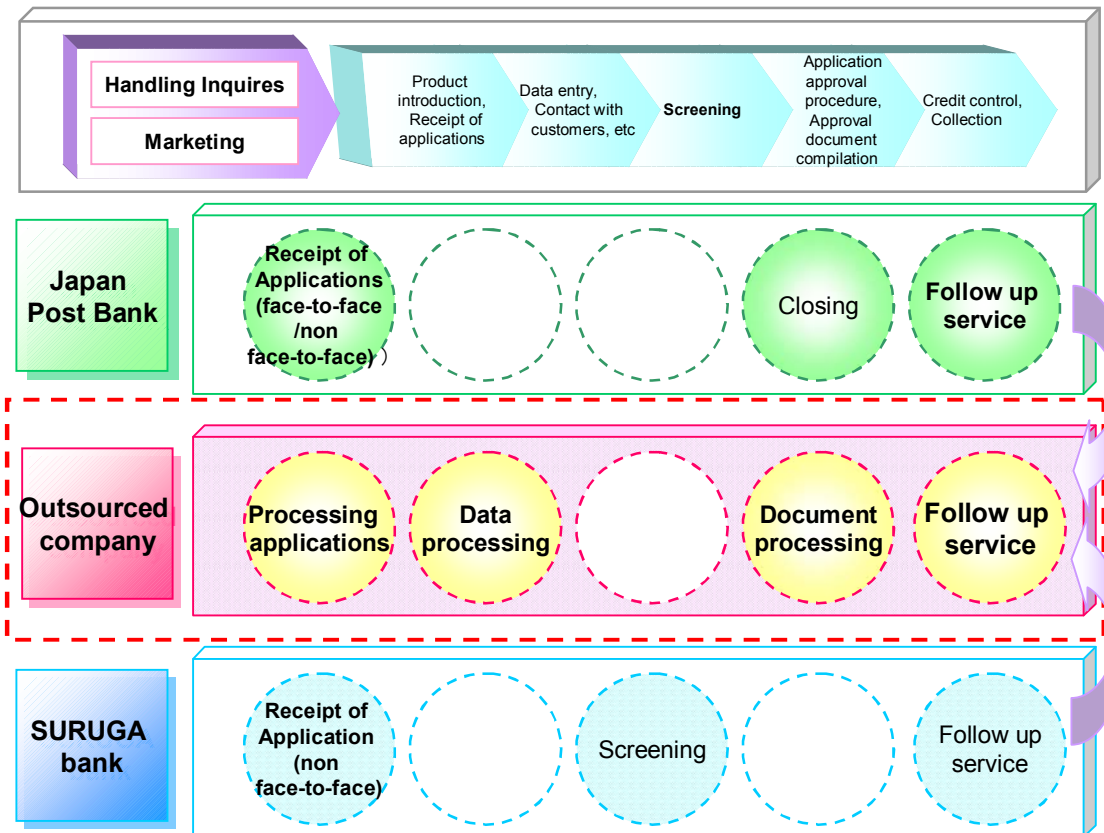 Handling Inquires
Marketing
Product
introduction,
Receipt of
applications
Data entry,
Contact with
customers, etc
Screening
Application
approval
procedure,
Approval
document
compilation
Credit control,
Collection
Japan
Post Bank
Receipt of
Applications
(face-to-face
/non
face-to-face)）
Closing
Follow up
service
Outsourced
company
Processing
applications
Data
processing
Document
processing
Follow up
service
SURUGA
bank
Receipt of
Application
(non
face-to-face)
Screening
Follow up
service